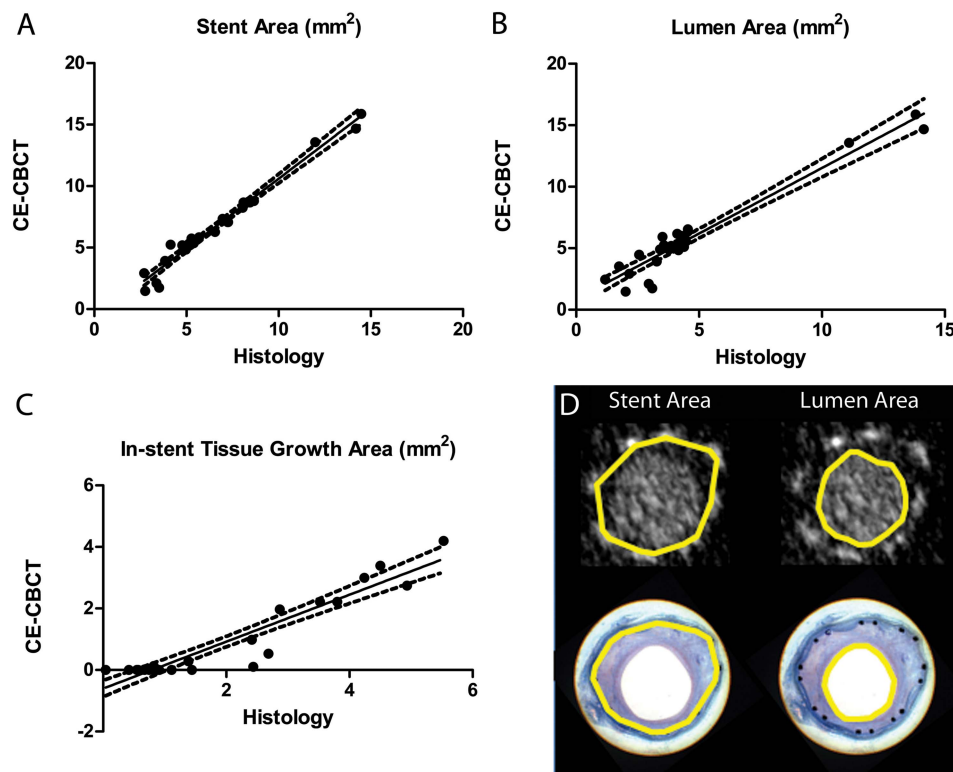 A
Stent Area (mm²)
20
15
10
5
0
CE-CBCT
0 5 10 15 20
Histology
B
Lumen Area (mm²)
20
15
10
5
0
CE-CBCT
0 5 10 15
Histology
C
In-stent Tissue Growth Area (mm²)
6
4
2
0
-2
CE-CBCT
2 4 6
Histology
D
Stent Area Lumen Area